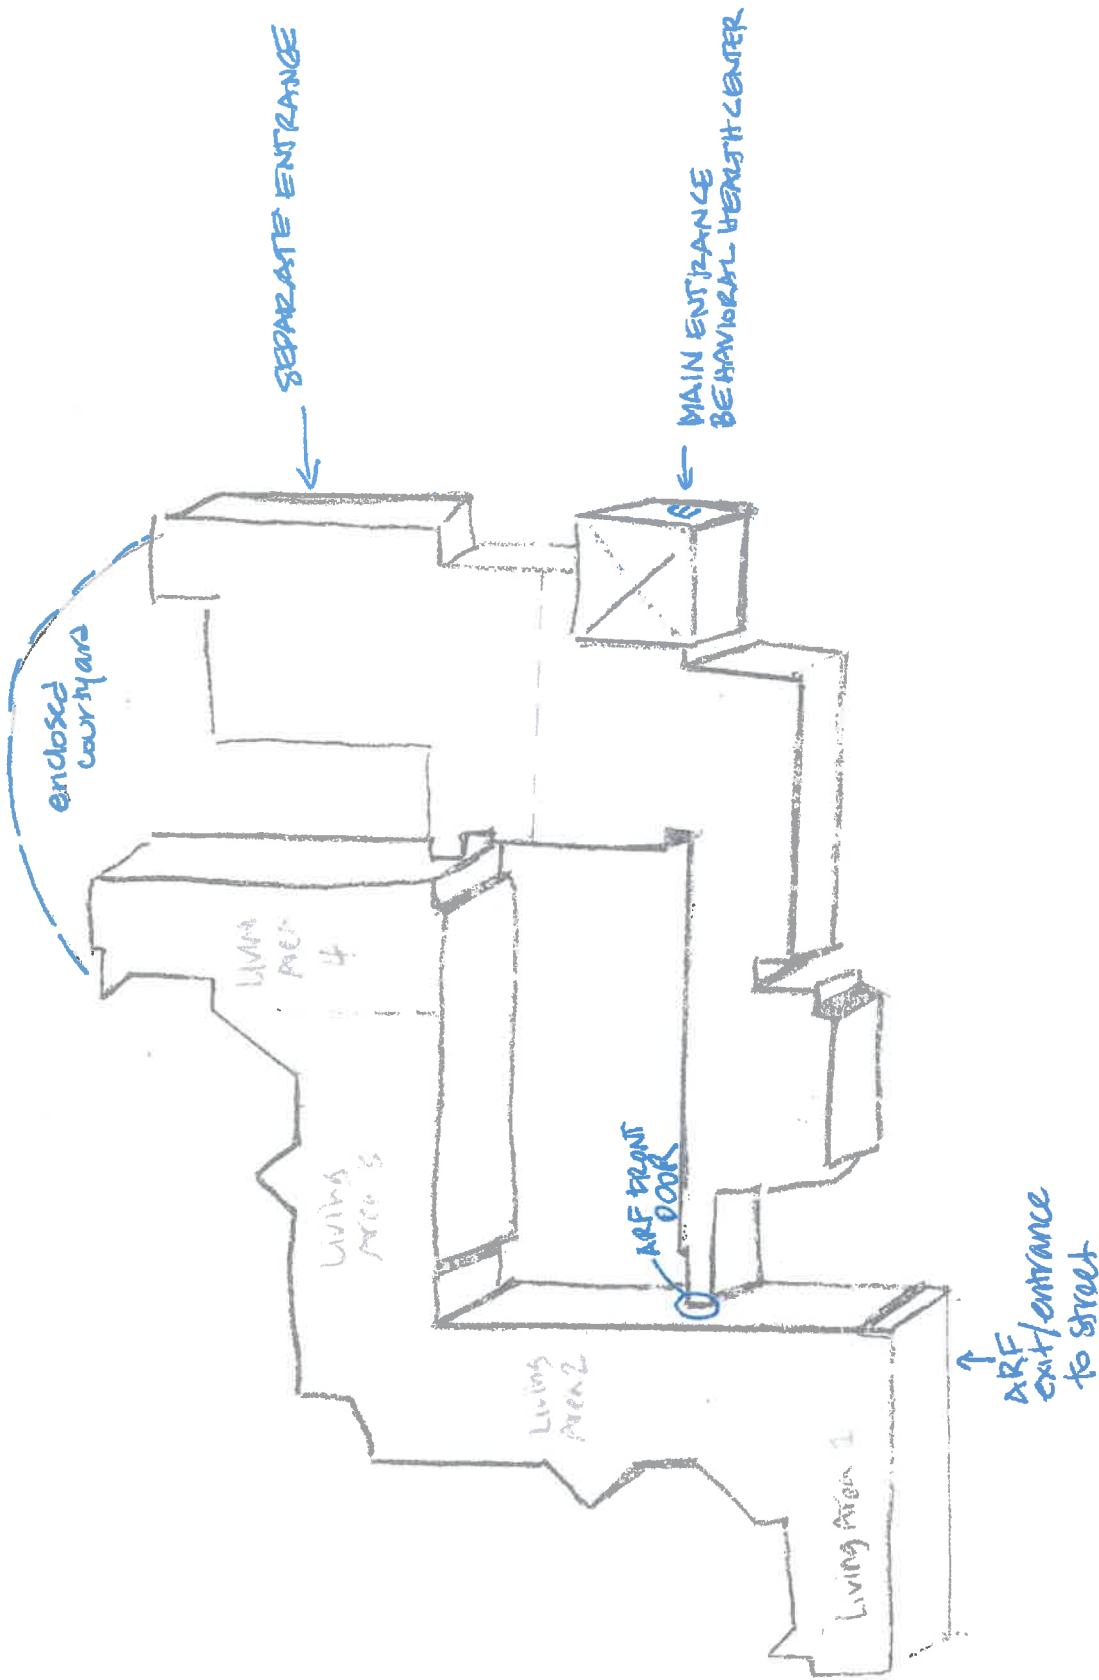 SEPARATE ENTRANCE
MAIN ENTRANCE
BEHAVIORAL HEALTH CENTER
enclosed
courtyard
Living
Area
4
Living
Area 3
ARF FRONT
DOOR
Living
Area 2
Living Area 1
ARF
exit/entrance
to street